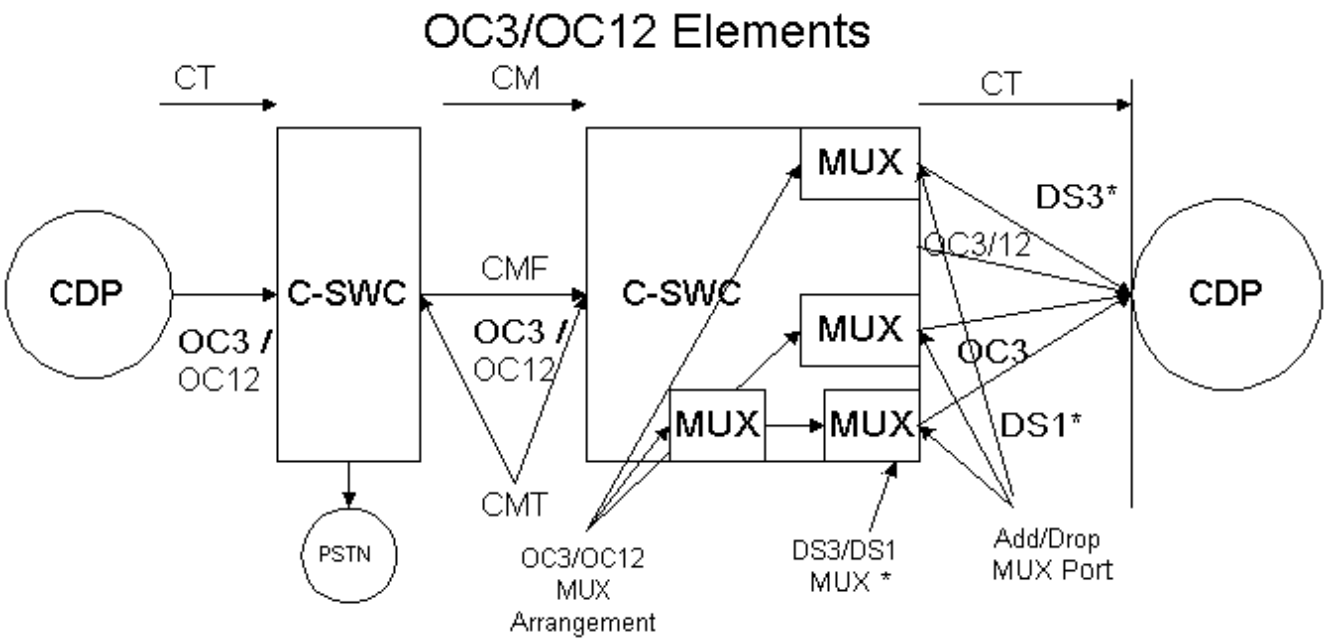 OC3/OC12 Elements
CT
CM
CT
MUX
DS3*
OC3/12
CDP
C-SWC
CMF
C-SWC
CDP
OC3 /
OC12
OC3 /
OC12
MUX
OC3
MUX
MUX
DS1*
CMT
PSTN
OC3/OC12
MUX
Arrangement
DS3/DS1
MUX *
Add/Drop
MUX Port